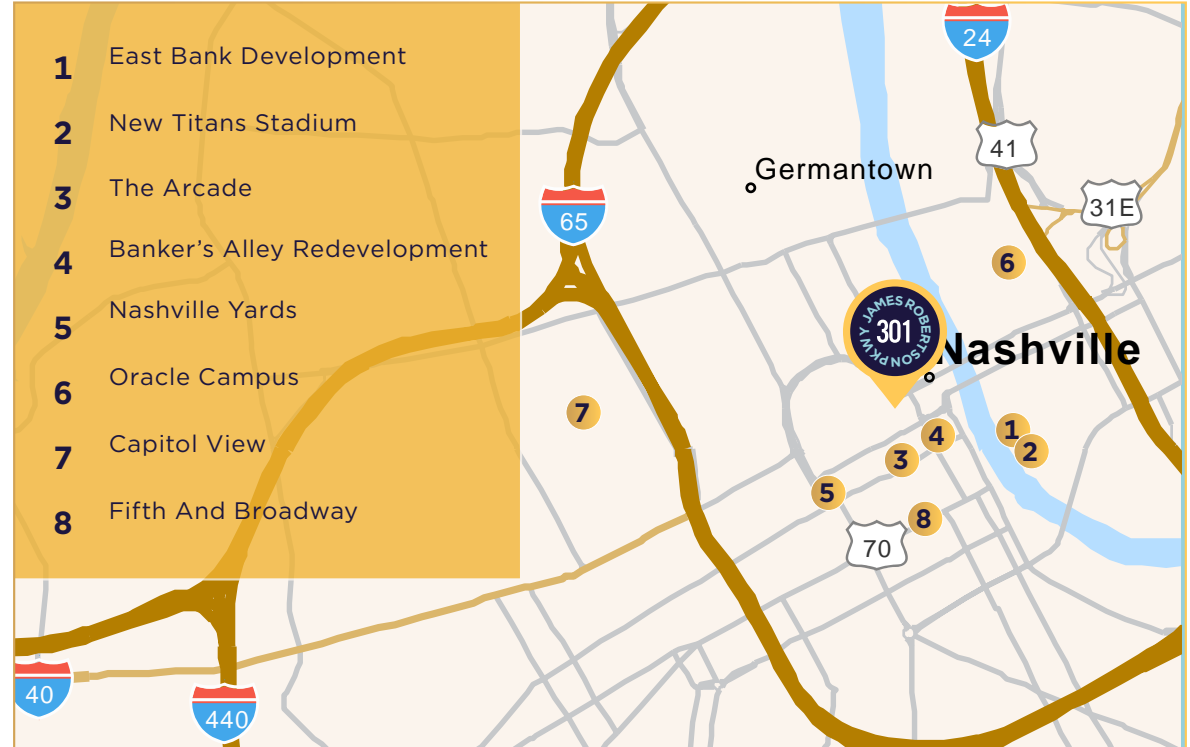 1 East Bank Development
2 New Titans Stadium
3 The Arcade
4 Banker's Alley Redevelopment
5 Nashville Yards
6 Oracle Campus
7 Capitol View
8 Fifth And Broadway
24
41
Germantown
31E
65
6
JAMES ROBERTSON PKWY
301
Nashville
7
1
4
2
3
5
8
70
40
440